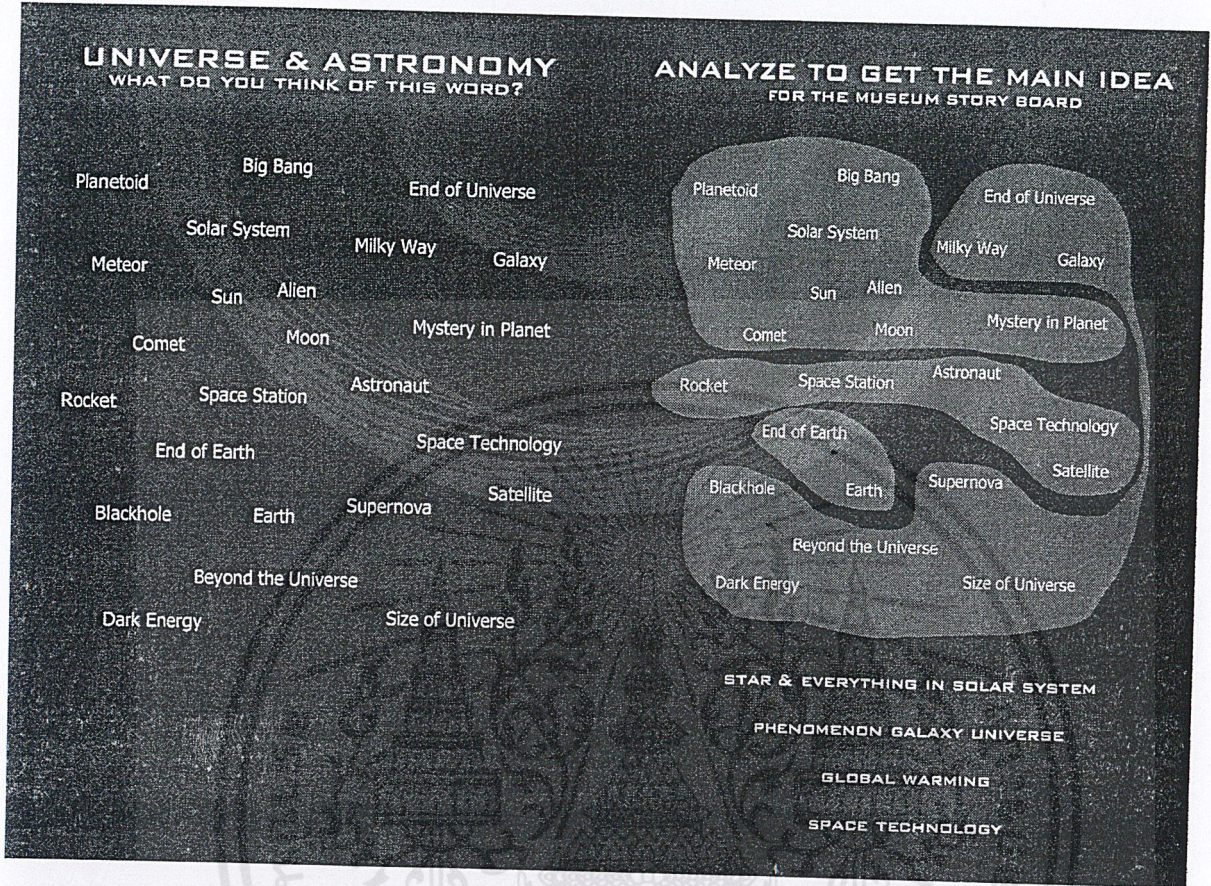 UNIVERSE & ASTRONOMY
WHAT DO YOU THINK OF THIS WORD?
Big Bang
Planetoid
End of Universe
Solar System
Milky Way
Meteor
Galaxy
Alien
Sun
Mystery in Planet
Moon
Comet
Astronaut
Space Station
Rocket
Space Technology
End of Earth
Satellite
Supernova
Blackhole
Earth
Beyond the Universe
Dark Energy
Size of Universe
ANALYZE TO GET THE MAIN IDEA
FOR THE MUSEUM STORY BOARD
Big Bang
Planetoid
End of Universe
Solar System
Milky Way
Meteor
Galaxy
Alien
Sun
Mystery in Planet
Moon
Comet
Astronaut
Rocket
Space Station
Space Technology
End of Earth
Satellite
Blackhole
Earth
Supernova
Beyond the Universe
Dark Energy
Size of Universe
STAR & EVERYTHING IN SOLAR SYSTEM
PHENOMENON GALAXY UNIVERSE
GLOBAL WARMING
SPACE TECHNOLOGY